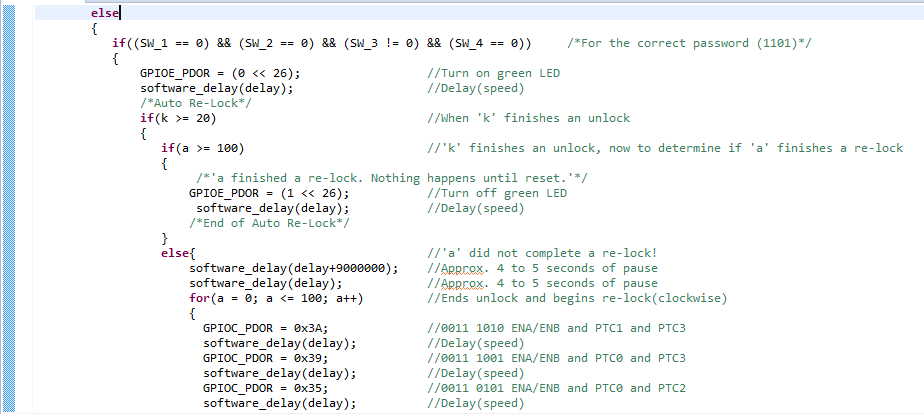 else
{
if((SW_1 == 0) && (SW_2 == 0) && (SW_3 != 0) && (SW_4 == 0)) /*For the correct password (1101)*/
{
GPIOE_PDOR = (0 << 26); //Turn on green LED
software_delay(delay); //Delay(speed)
/*Auto Re-Lock*/
if(k >= 20) //When 'k' finishes an unlock
{
if(a >= 100) //'k' finishes an unlock, now to determine if 'a' finishes a re-lock
{
/*'a finished a re-lock. Nothing happens until reset.'*/
GPIOE_PDOR = (1 << 26); //Turn off green LED
software_delay(delay); //Delay(speed)
/*End of Auto Re-Lock*/
}
else{ //'a' did not complete a re-lock!
software_delay(delay+9000000); //Approx. 4 to 5 seconds of pause
software_delay(delay); //Approx. 4 to 5 seconds of pause
for(a = 0; a <= 100; a++) //Ends unlock and begins re-lock(clockwise)
{
GPIOC_PDOR = 0x3A; //0011 1010 ENA/ENB and PTC1 and PTC3
software_delay(delay); //Delay(speed)
GPIOC_PDOR = 0x39; //0011 1001 ENA/ENB and PTC0 and PTC3
software_delay(delay); //Delay(speed)
GPIOC_PDOR = 0x35; //0011 0101 ENA/ENB and PTC0 and PTC2
software_delay(delay); //Delay(speed)